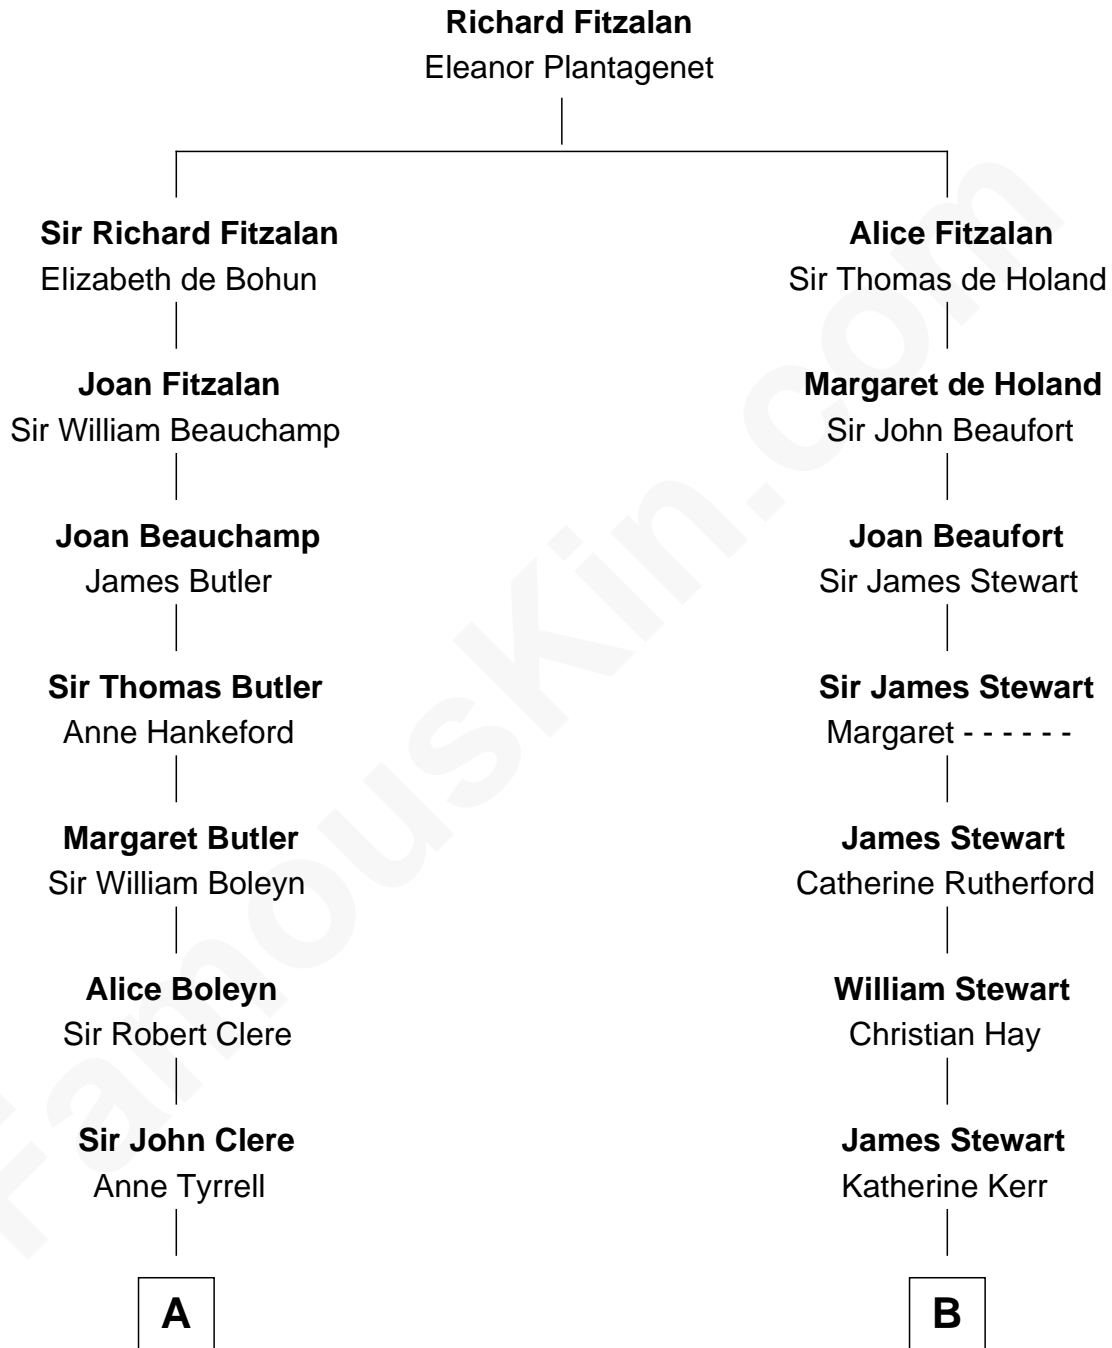 Richard Fitzalan
Eleanor Plantagenet
Sir Richard Fitzalan
Elizabeth de Bohun
Alice Fitzalan
Sir Thomas de Holand
Joan Fitzalan
Sir William Beauchamp
Margaret de Holand
Sir John Beaufort
Joan Beauchamp
James Butler
Joan Beaufort
Sir James Stewart
Sir Thomas Butler
Anne Hankeford
Sir James Stewart
Margaret - - - - - -
Margaret Butler
Sir William Boleyn
James Stewart
Catherine Rutherford
Alice Boleyn
Sir Robert Clere
William Stewart
Christian Hay
Sir John Clere
Anne Tyrrell
James Stewart
Katherine Kerr
A
B
FamousKin.com